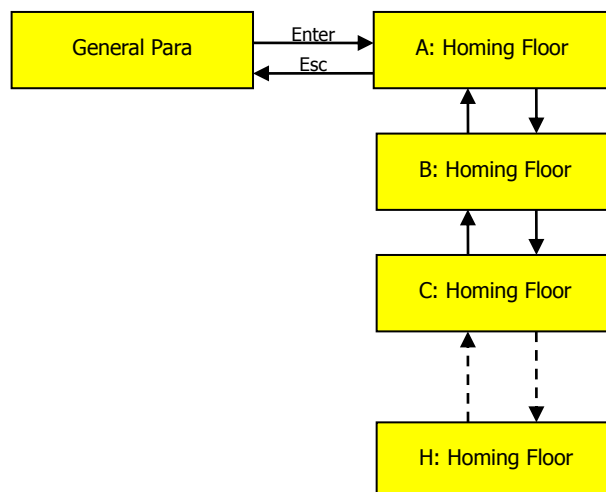 General Para
Enter
Esc
A: Homing Floor
B: Homing Floor
C: Homing Floor
H: Homing Floor